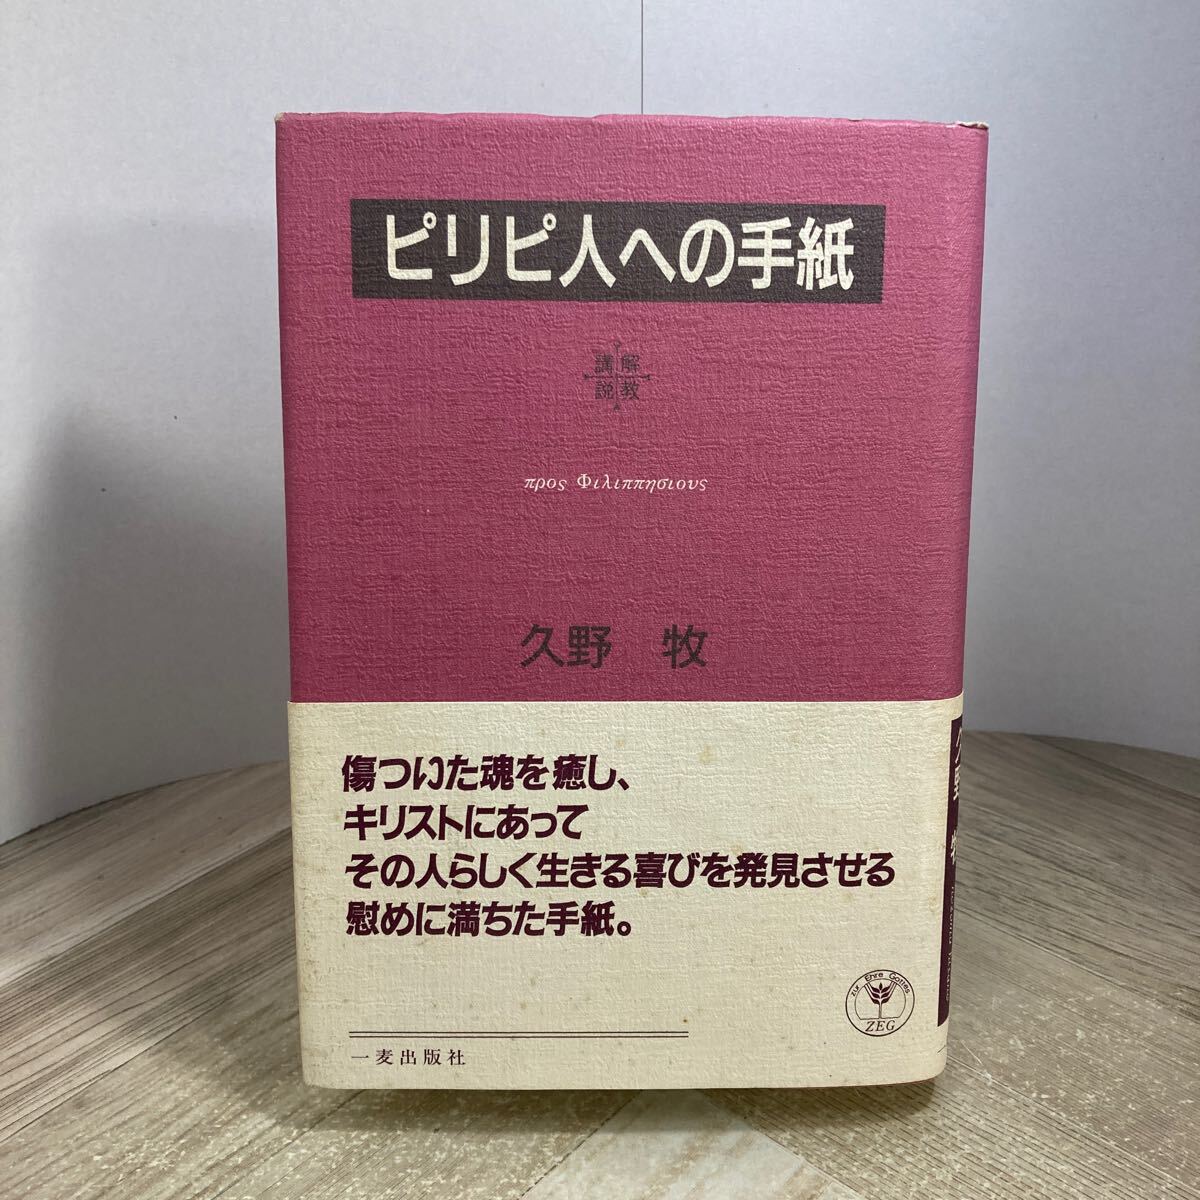 ピリピ人への手紙
講解
説教
προς Φιλιππησιους
久野 牧
傷ついた魂を癒し、
キリストにあって
その人らしく生きる喜びを発見させる
慰めに満ちた手紙。
zur Ehre Gottes
ZEG
一麦出版社